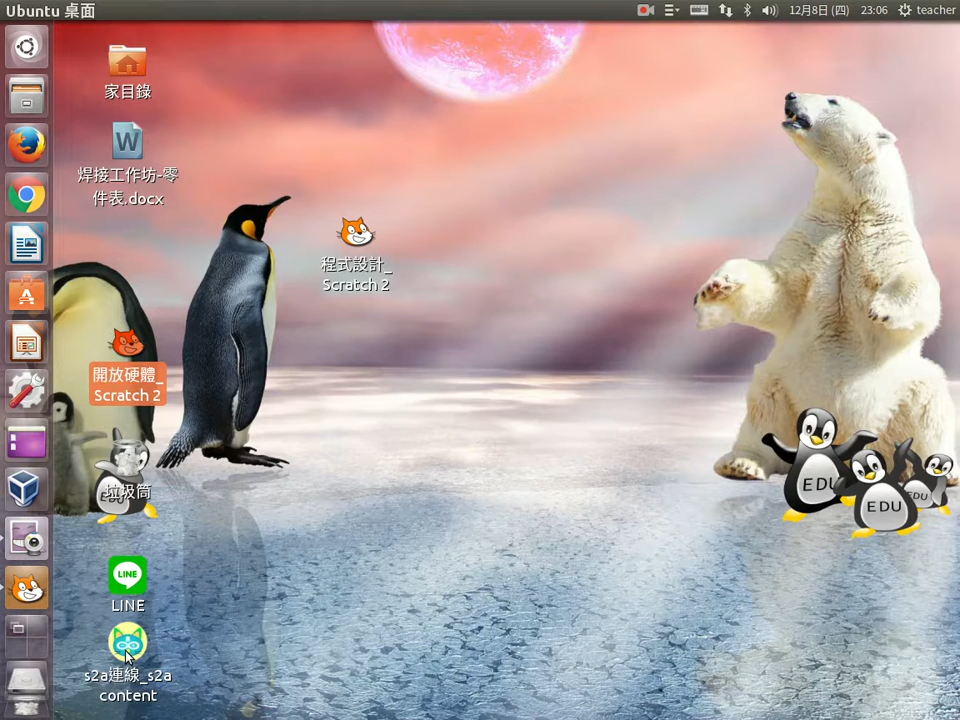 Ubuntu 桌面
12月8日 (四)
23:06
teacher
家目錄
焊接工作坊-零
件表.docx
程式設計_
Scratch 2
開放硬體_
Scratch 2
垃圾筒
EDU
EDU
EDU
EDU
LINE
LINE
s2a連線_s2a
content